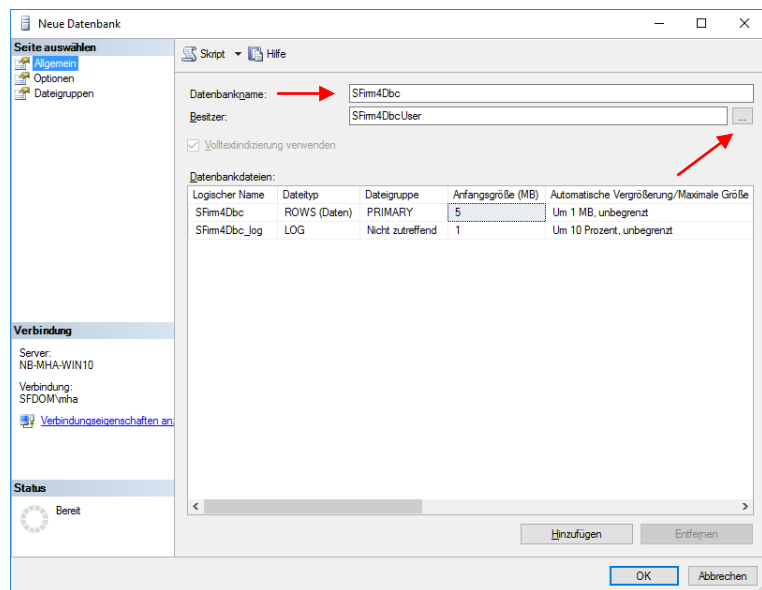 Neue Datenbank
Seite auswählen
Allgemein
Optionen
Dateigruppen
Skript Hilfe
Datenbankname: SFirm4Dbc
Besitzer: SFirm4DbcUser ...
Volltextindizierung verwenden
Datenbankdateien:
Logischer Name Dateityp Dateigruppe Anfangsgröße (MB) Automatische Vergrößerung/Maximale Größe
SFirm4Dbc ROWS (Daten) PRIMARY 5 Um 1 MB, unbegrenzt
SFirm4Dbc_log LOG Nicht zutreffend 1 Um 10 Prozent, unbegrenzt
Verbindung
Server:
NB-MHA-WIN10
Verbindung:
SFDOM\mha
Verbindungseigenschaften an
Status
Bereit
Hinzufügen Entfernen
OK Abbrechen